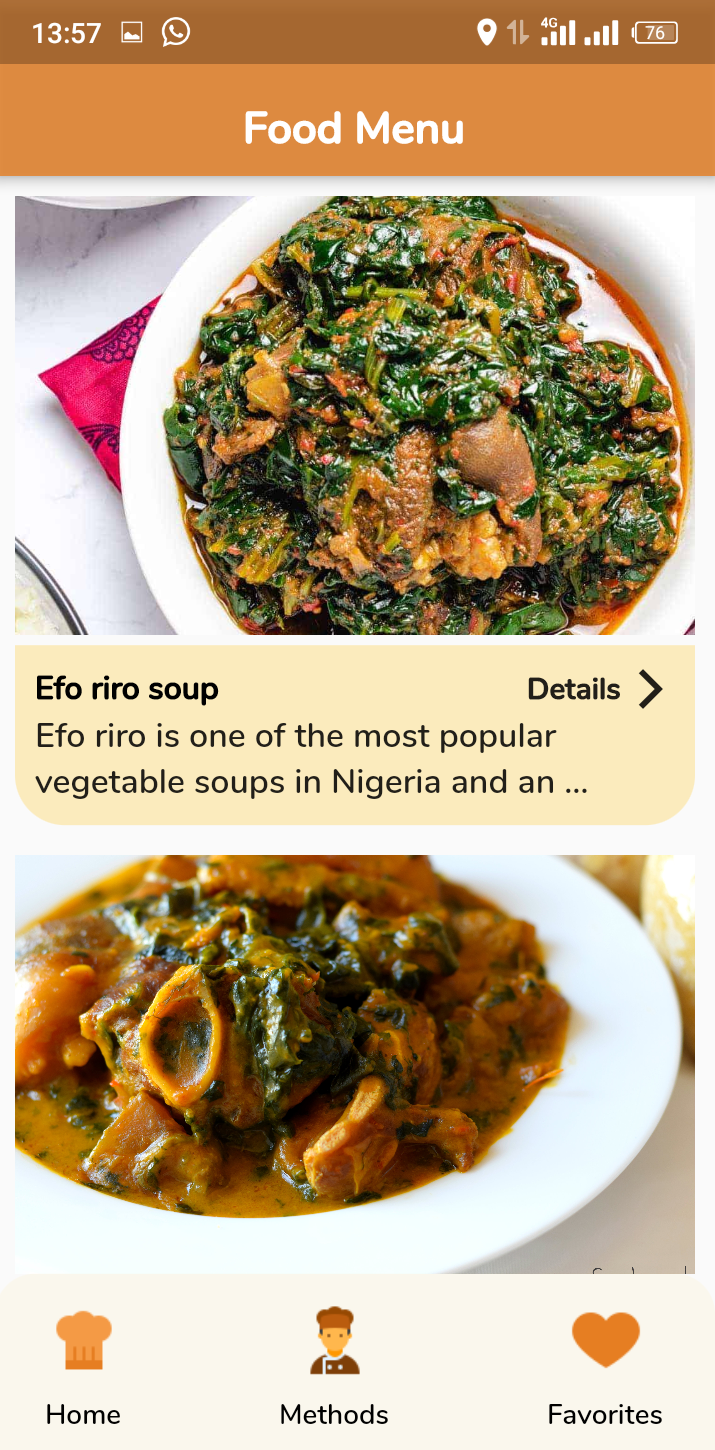 13:57
4G
76
Food Menu
Efo riro soup
Details
Efo riro is one of the most popular
vegetable soups in Nigeria and an ...
Home
Methods
Favorites